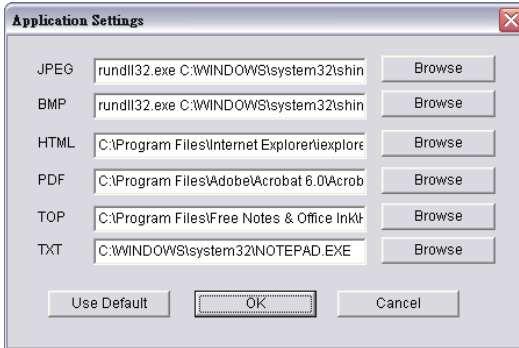 Application Settings
JPEG rundll32.exe C:\WINDOWS\system32\shin Browse
BMP rundll32.exe C:\WINDOWS\system32\shin Browse
HTML C:\Program Files\Internet Explorer\iexplore Browse
PDF C:\Program Files\Adobe\Acrobat 6.0\Acrob Browse
TOP C:\Program Files\Free Notes & Office Ink\ Browse
TXT C:\WINDOWS\system32\NOTEPAD.EXE Browse
Use Default OK Cancel